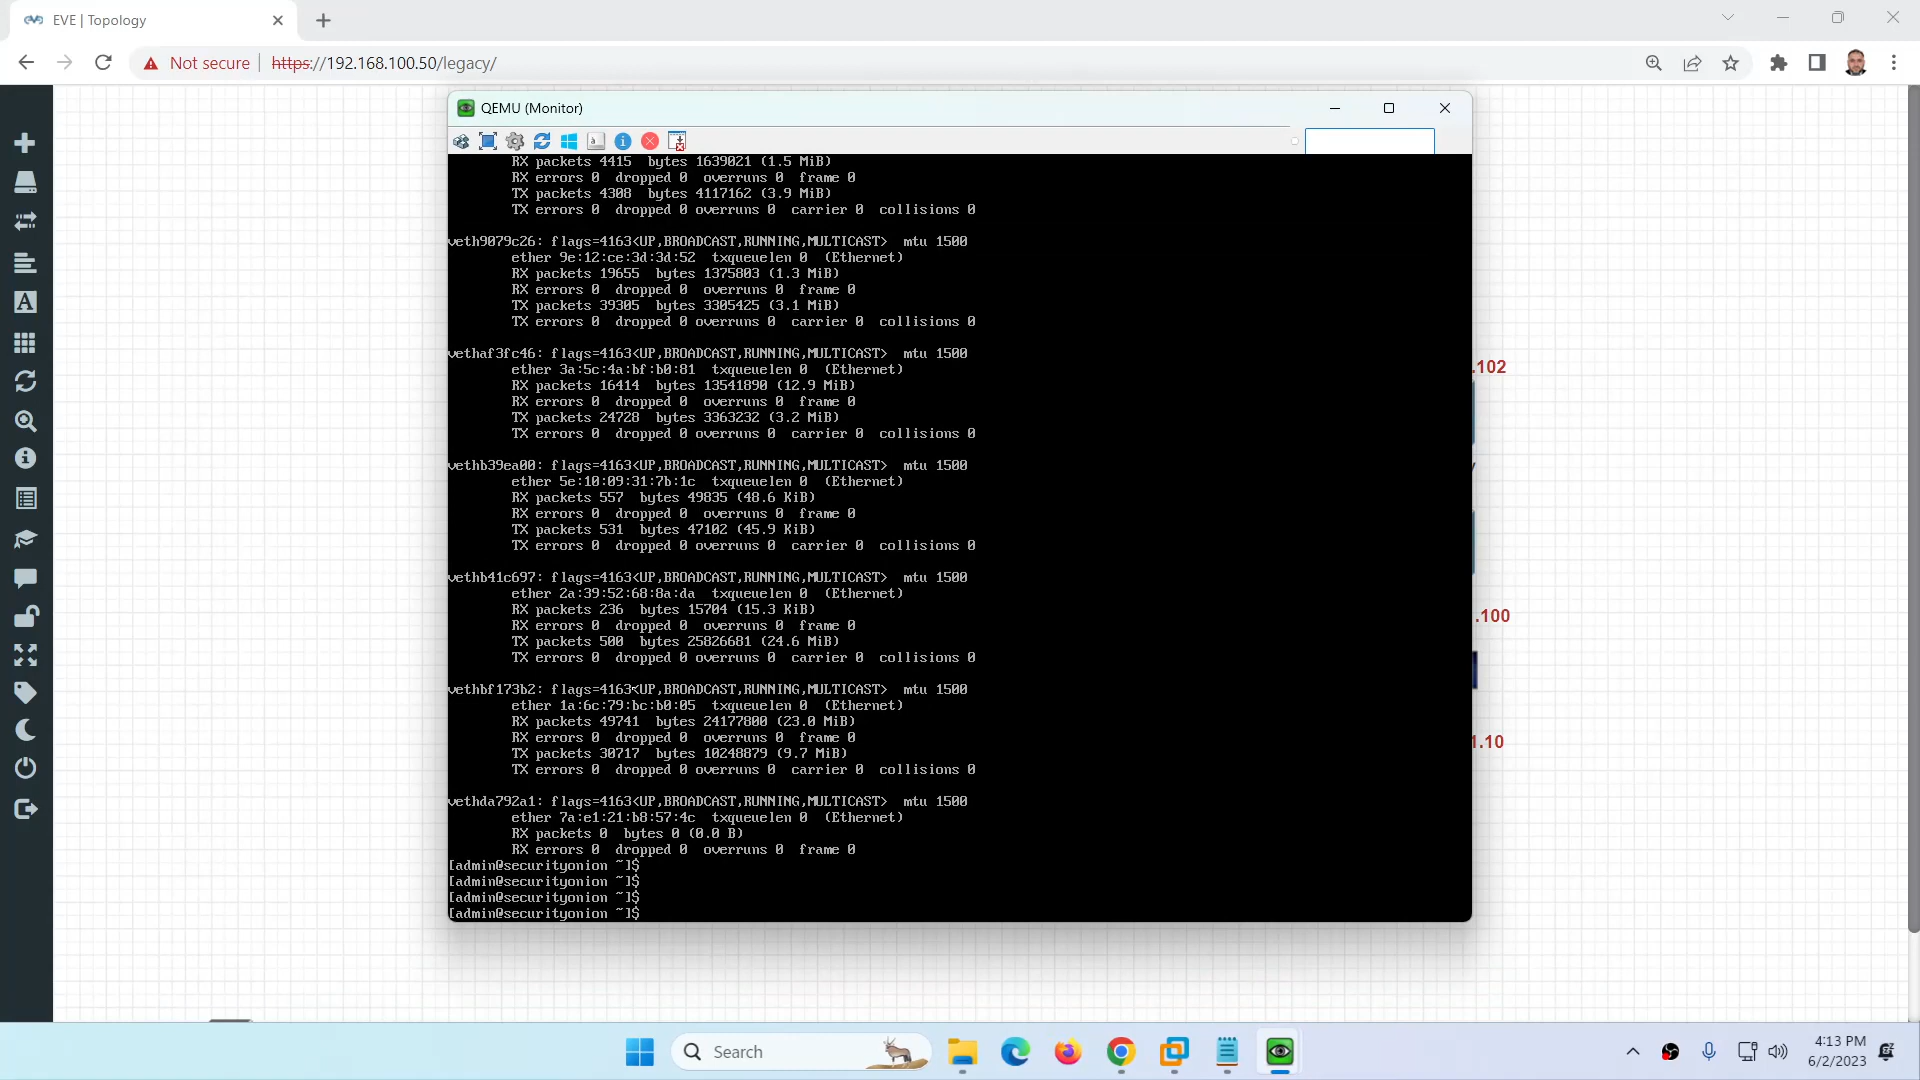 EVE | Topology
Not secure
https://192.168.100.50/legacy/
QEMU (Monitor)
RX packets 4415  bytes 1639021 (1.5 MiB)
RX errors 0  dropped 0  overruns 0  frame 0
TX packets 4308  bytes 4117162 (3.9 MiB)
TX errors 0  dropped 0 overruns 0  carrier 0  collisions 0
veth9079c26: flags=4163<UP,BROADCAST,RUNNING,MULTICAST>  mtu 1500
ether 9e:12:ce:3d:3d:52  txqueuelen 0  (Ethernet)
RX packets 19655  bytes 1375803 (1.3 MiB)
RX errors 0  dropped 0  overruns 0  frame 0
TX packets 39305  bytes 3305425 (3.1 MiB)
TX errors 0  dropped 0 overruns 0  carrier 0  collisions 0
vethaf3fc46: flags=4163<UP,BROADCAST,RUNNING,MULTICAST>  mtu 1500
ether 3a:5c:4a:bf:b0:81  txqueuelen 0  (Ethernet)
RX packets 16414  bytes 13541890 (12.9 MiB)
RX errors 0  dropped 0  overruns 0  frame 0
TX packets 24728  bytes 3363232 (3.2 MiB)
TX errors 0  dropped 0 overruns 0  carrier 0  collisions 0
.102
vethb39ea00: flags=4163<UP,BROADCAST,RUNNING,MULTICAST>  mtu 1500
ether 5e:10:09:31:7b:1c  txqueuelen 0  (Ethernet)
RX packets 557  bytes 49835 (48.6 KiB)
RX errors 0  dropped 0  overruns 0  frame 0
TX packets 531  bytes 47102 (45.9 KiB)
TX errors 0  dropped 0 overruns 0  carrier 0  collisions 0
vethb41c697: flags=4163<UP,BROADCAST,RUNNING,MULTICAST>  mtu 1500
ether 2a:39:52:68:8a:da  txqueuelen 0  (Ethernet)
RX packets 236  bytes 15704 (15.3 KiB)
.100
RX errors 0  dropped 0  overruns 0  frame 0
TX packets 500  bytes 25826681 (24.6 MiB)
TX errors 0  dropped 0 overruns 0  carrier 0  collisions 0
vethbf173b2: flags=4163<UP,BROADCAST,RUNNING,MULTICAST>  mtu 1500
ether 1a:6c:79:bc:b0:05  txqueuelen 0  (Ethernet)
RX packets 49741  bytes 24177800 (23.0 MiB)
RX errors 0  dropped 0  overruns 0  frame 0
1.10
TX packets 30717  bytes 10248879 (9.7 MiB)
TX errors 0  dropped 0 overruns 0  carrier 0  collisions 0
vethda792a1: flags=4163<UP,BROADCAST,RUNNING,MULTICAST>  mtu 1500
ether 7a:e1:21:b8:57:4c  txqueuelen 0  (Ethernet)
RX packets 0  bytes 0 (0.0 B)
RX errors 0  dropped 0  overruns 0  frame 0
[admin@securityonion ~]$
[admin@securityonion ~]$
[admin@securityonion ~]$
[admin@securityonion ~]$
Search
4:13 PM
6/2/2023